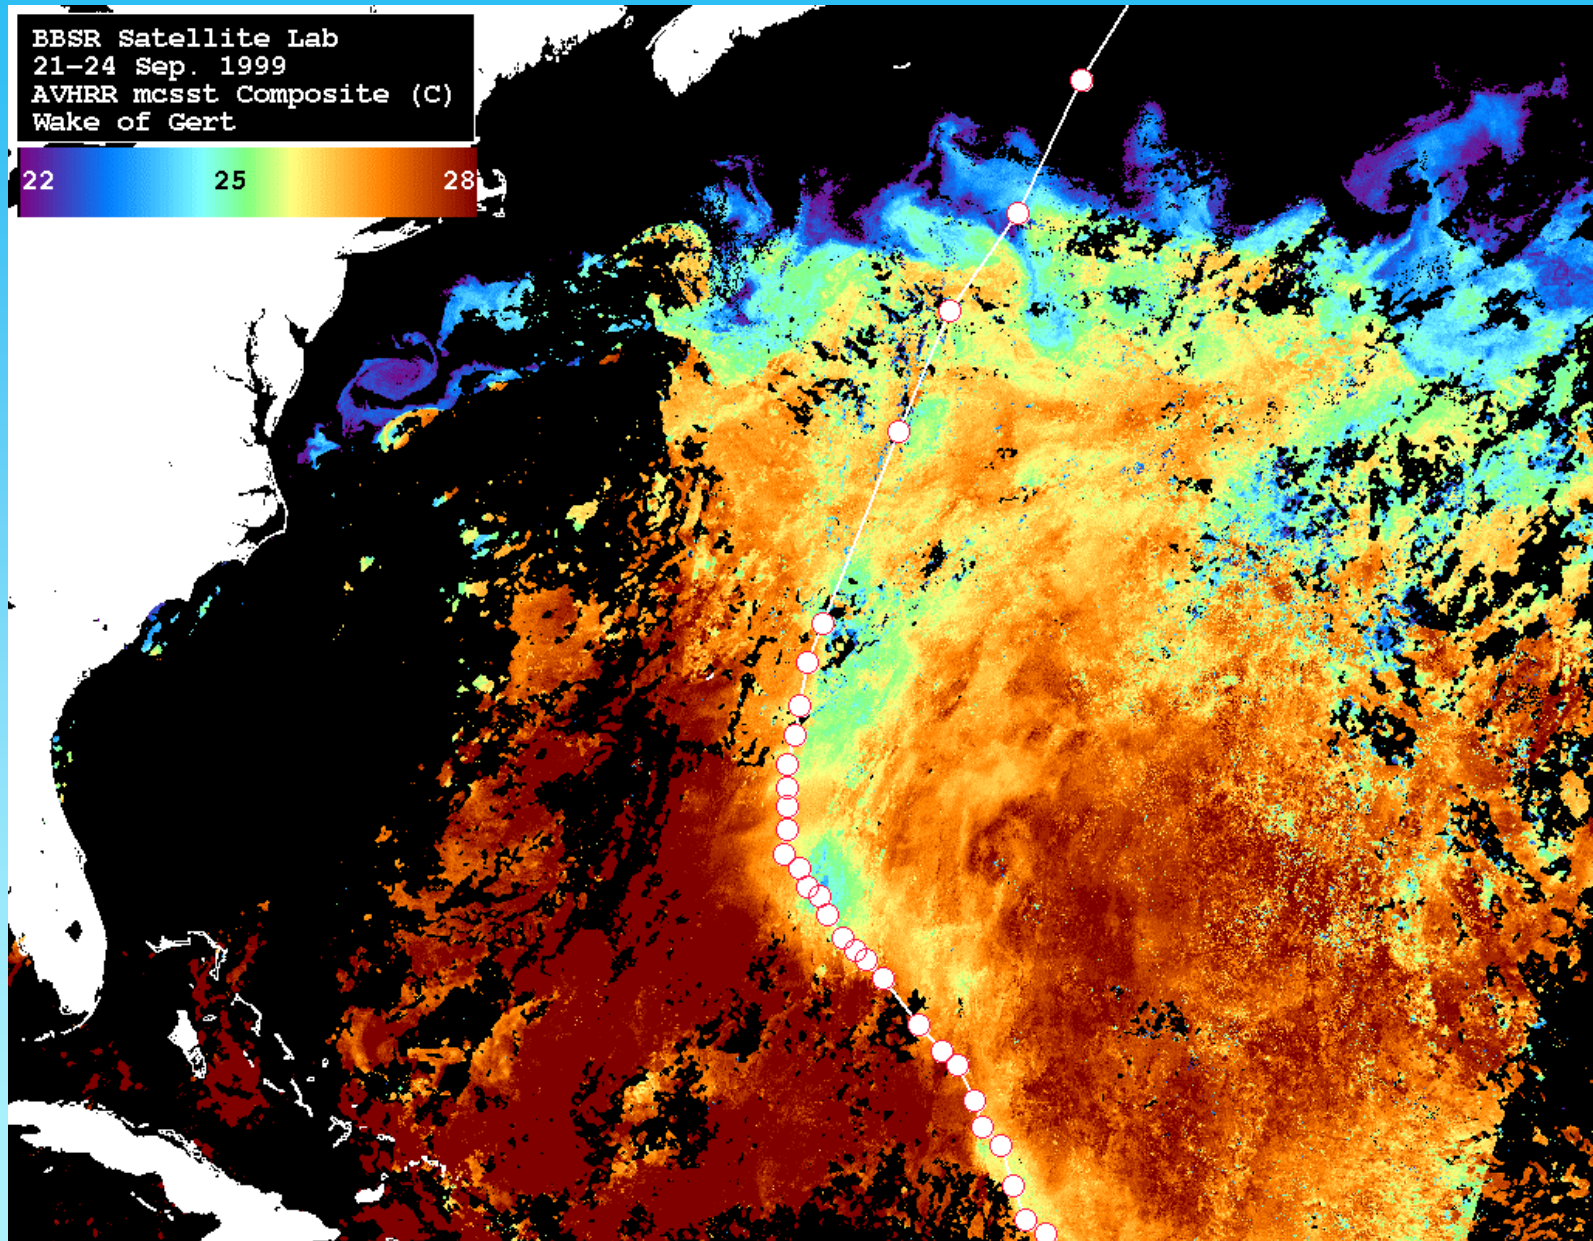 BBSR Satellite Lab
21-24 Sep. 1999
AVHRR mcsst Composite (C)
Wake of Gert
22 25 28